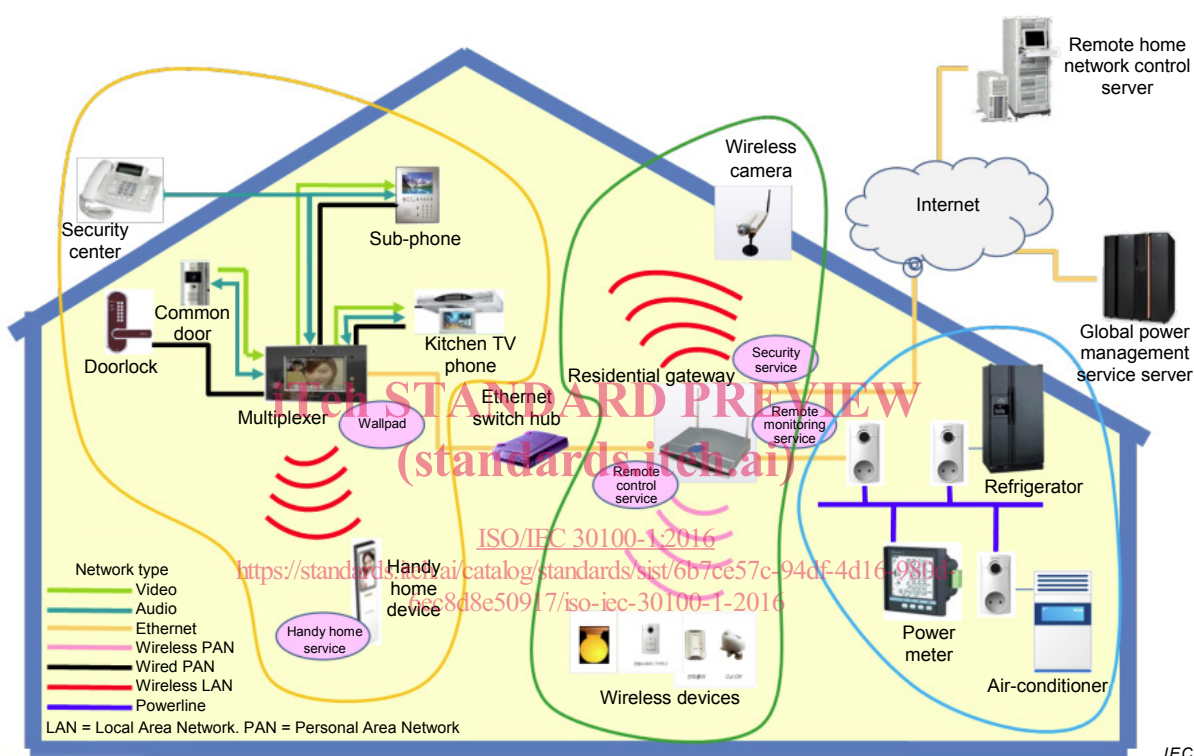 Remote home
network control
server
Wireless
camera
Internet
Security
center
Sub-phone
Common
door
Doorlock
Kitchen TV
phone
Global power
management
service server
Residential gateway
Security
service
iTeh STANDARD PREVIEW
Multiplexer
Wallpad
Ethernet
switch hub
Remote
monitoring
service
(standards.iteh.ai)
Remote
control
service
Refrigerator
ISO/IEC 30100-1:2016
https://standards.iteh.ai/catalog/standards/sist/6b7ce57c-94df-4d16-980d-
6ec8d8e50917/iso-iec-30100-1-2016
Handy
home
device
Handy home
service
Network type
Video
Audio
Ethernet
Wireless PAN
Wired PAN
Wireless LAN
Powerline
LAN = Local Area Network. PAN = Personal Area Network
Cut Off
Wireless devices
Power
meter
Air-conditioner
IEC